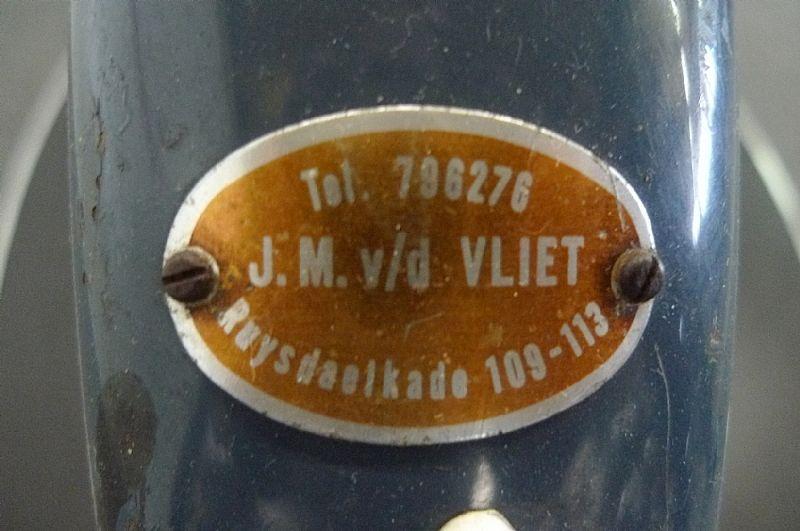 Tel. 796276
J.M. v/d VLIET
Ruysdaelkade 109-113